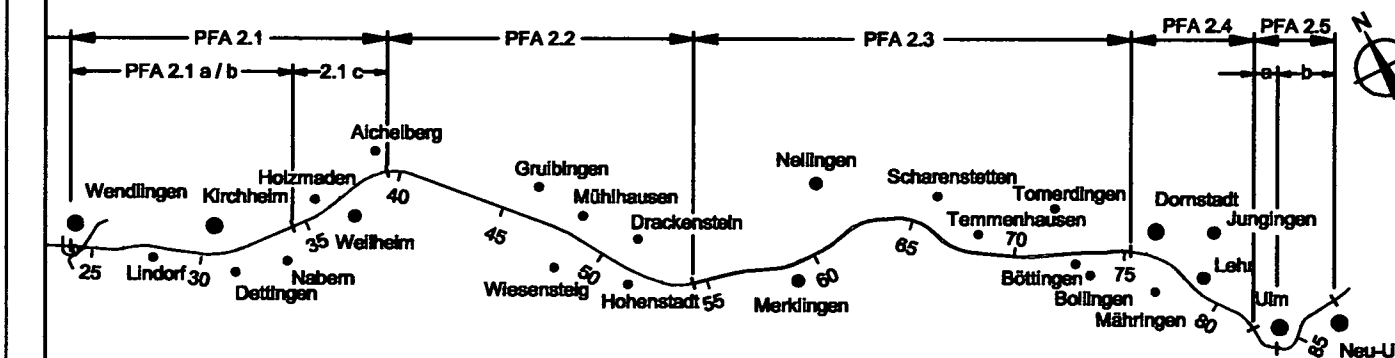 PFA 2.1
PFA 2.2
PFA 2.3
PFA 2.4
PFA 2.5
N
PFA 2.1 a / b
2.1 c
a
b
Aichelberg
Wendlingen
Kirchheim
Holzmaden
Weilheim
Lindorf
Dettingen
Nabern
Gruibingen
Mühlhausen
Drackenstein
Wiesensteig
Hohenstadt
Nellingen
Merklingen
Scharenstetten
Temmenhausen
Tomerdingen
Böttingen
Bollingen
Mähringen
Dornstadt
Jungingen
Lehr
Ulm
Neu-U
25
30
35
40
45
50
55
60
65
70
75
80
85